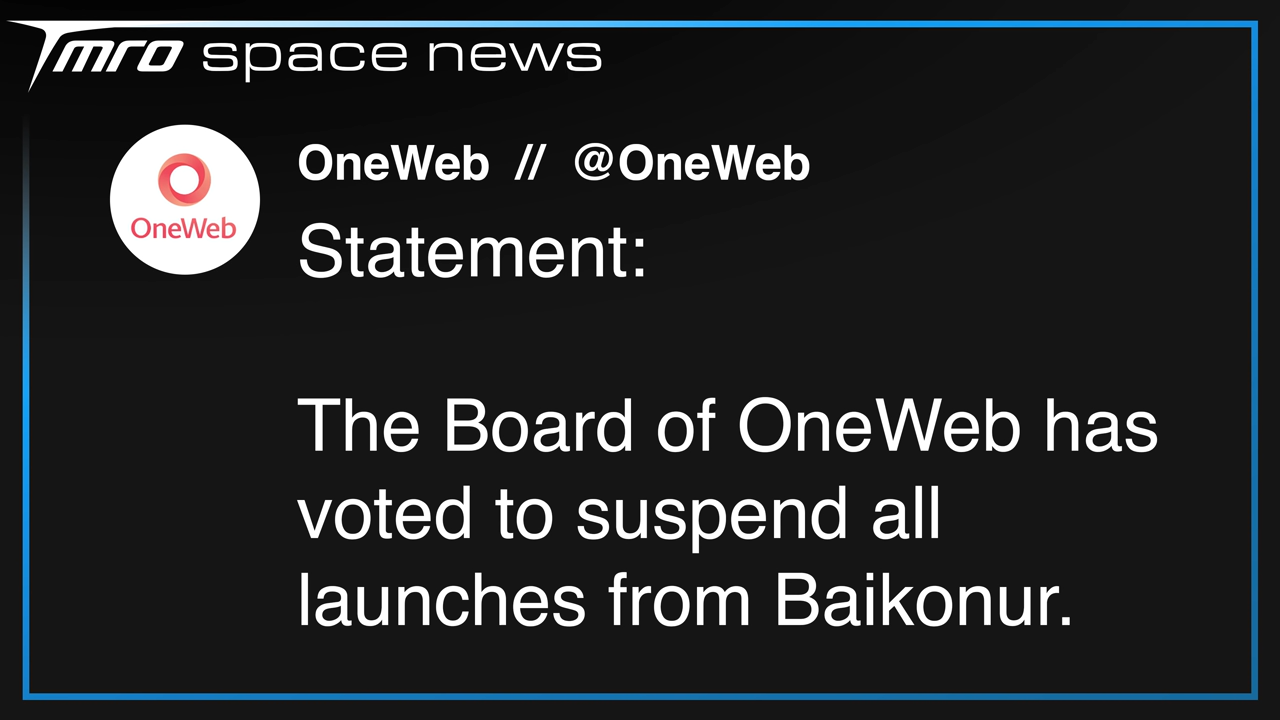 Tmro space news
OneWeb // @OneWeb
OneWeb
Statement:
The Board of OneWeb has
voted to suspend all
launches from Baikonur.